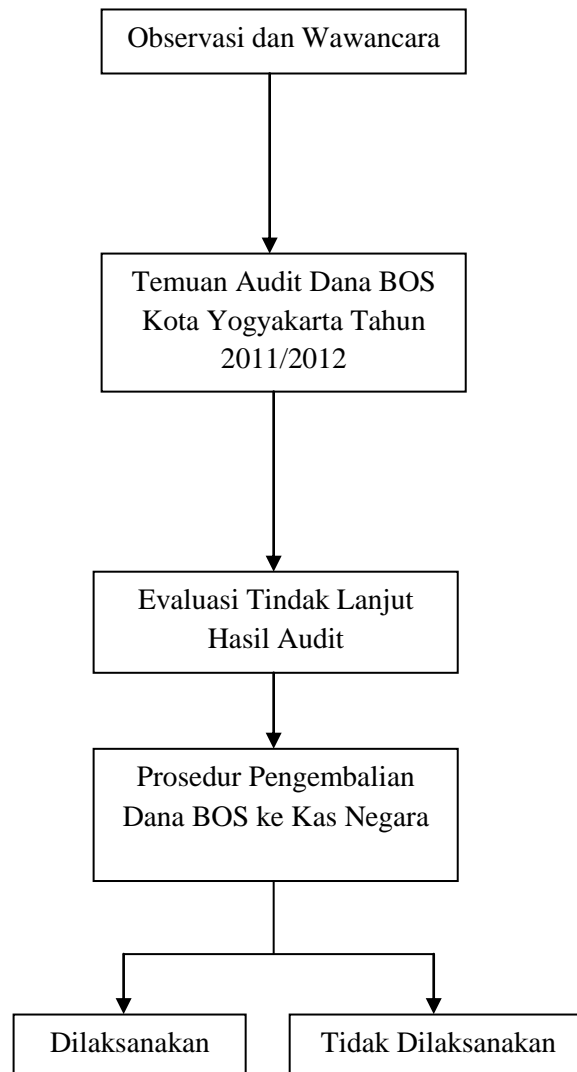 Observasi dan Wawancara
Temuan Audit Dana BOS
Kota Yogyakarta Tahun
2011/2012
Evaluasi Tindak Lanjut
Hasil Audit
Prosedur Pengembalian
Dana BOS ke Kas Negara
Dilaksanakan
Tidak Dilaksanakan